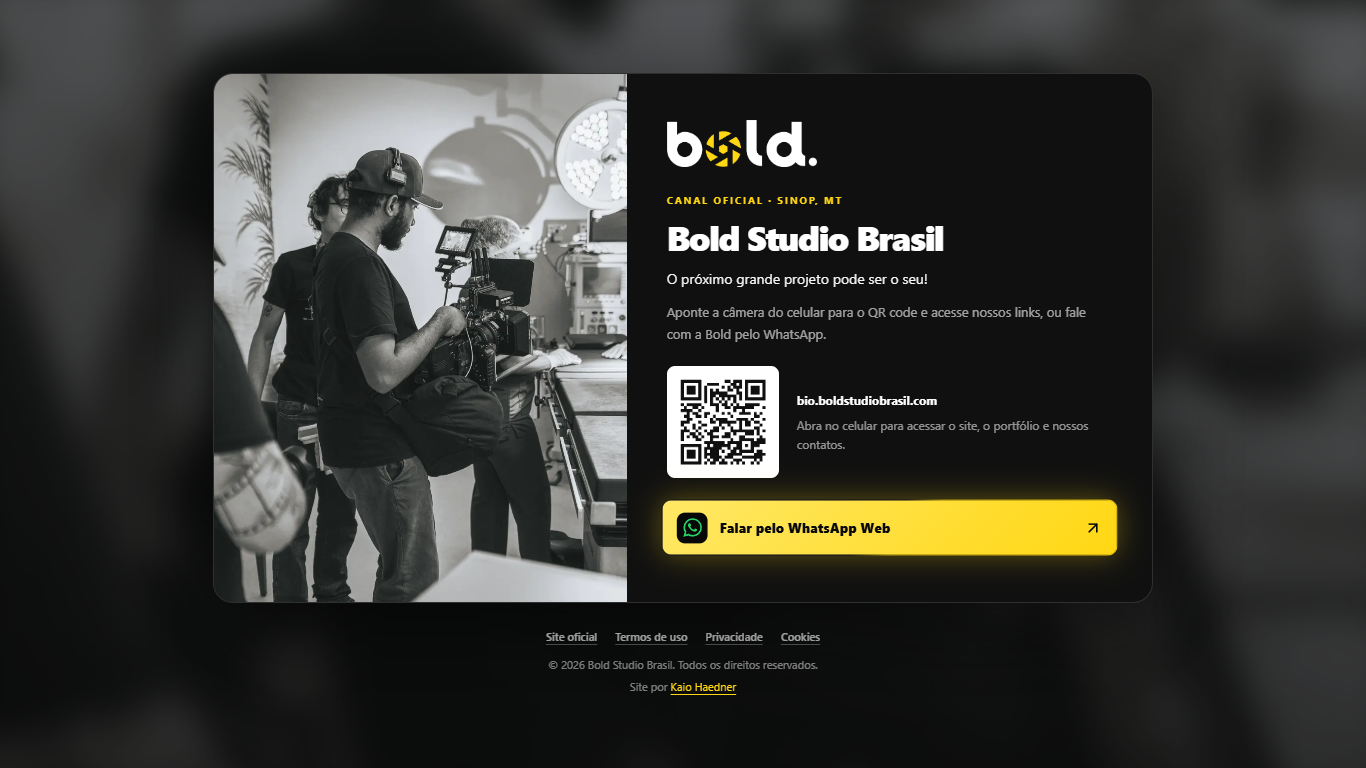 bold.
CANAL OFICIAL · SINOP, MT
Bold Studio Brasil
O próximo grande projeto pode ser o seu!
Aponte a câmera do celular para o QR code e acesse nossos links, ou fale
com a Bold pelo WhatsApp.
bio.boldstudiobrasil.com
Abra no celular para acessar o site, o portfólio e nossos
contatos.
Falar pelo WhatsApp Web
Site oficial Termos de uso Privacidade Cookies
© 2026 Bold Studio Brasil. Todos os direitos reservados.
Site por Kaio Haedner